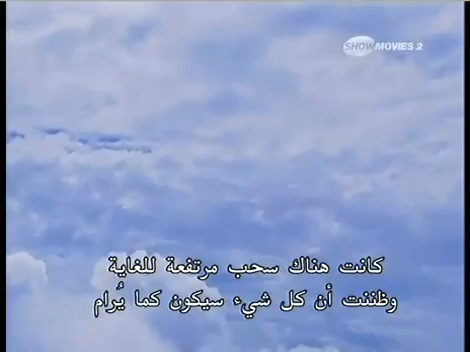 SHOWMOVIES 2
كانت هناك سحب مرتفعة للغاية
وظننت أن كل شيء سيكون كما يُرام